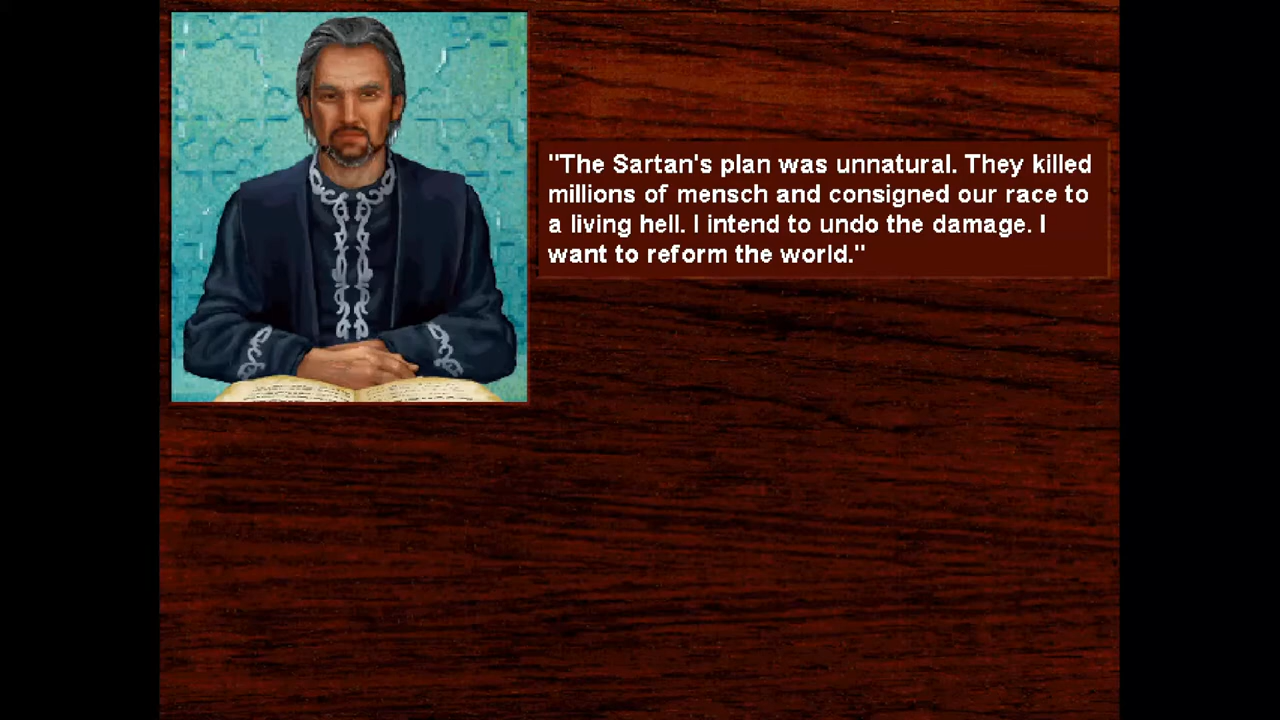 "The Sartan's plan was unnatural. They killed
millions of mensch and consigned our race to
a living hell. I intend to undo the damage. I
want to reform the world."